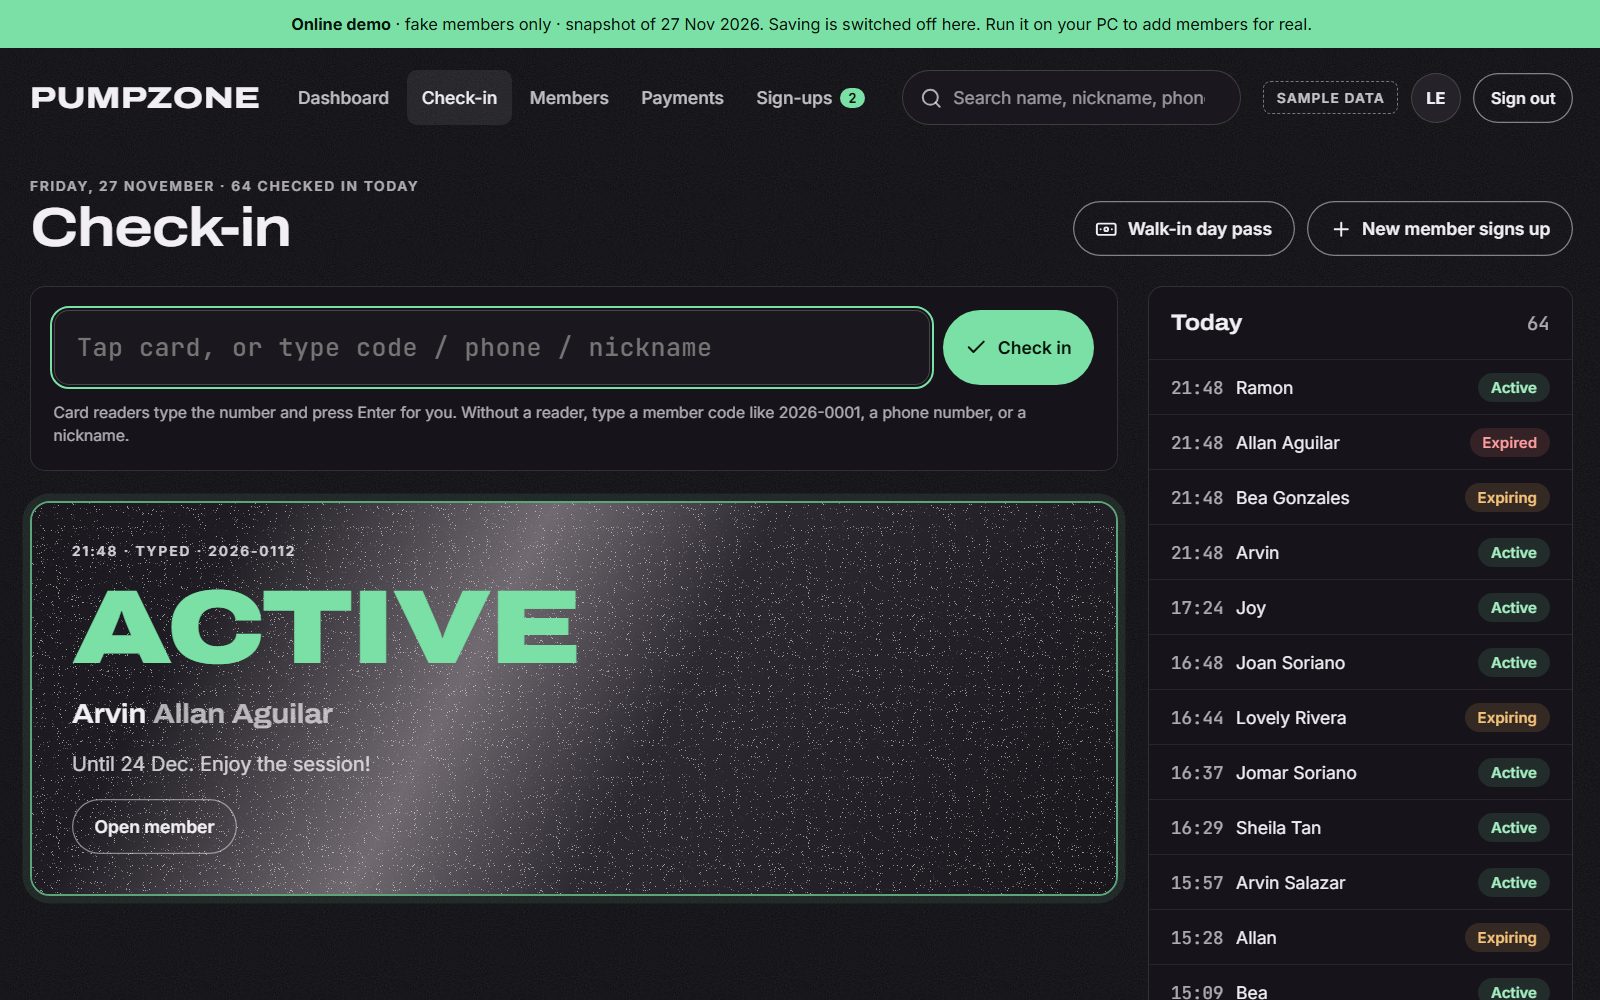 Online demo · fake members only · snapshot of 27 Nov 2026. Saving is switched off here. Run it on your PC to add members for real.
PUMPZONE
Dashboard
Check-in
Members
Payments
Sign-ups 2
Search name, nickname, phon
SAMPLE DATA
LE
Sign out
FRIDAY, 27 NOVEMBER · 64 CHECKED IN TODAY
Check-in
Walk-in day pass
New member signs up
Tap card, or type code / phone / nickname
Check in
Card readers type the number and press Enter for you. Without a reader, type a member code like 2026-0001, a phone number, or a
nickname.
21:48 · TYPED · 2026-0112
ACTIVE
Arvin Allan Aguilar
Until 24 Dec. Enjoy the session!
Open member
Today 64
21:48 Ramon Active
21:48 Allan Aguilar Expired
21:48 Bea Gonzales Expiring
21:48 Arvin Active
17:24 Joy Active
16:48 Joan Soriano Active
16:44 Lovely Rivera Expiring
16:37 Jomar Soriano Active
16:29 Sheila Tan Active
15:57 Arvin Salazar Active
15:28 Allan Expiring
15:09 Bea Active